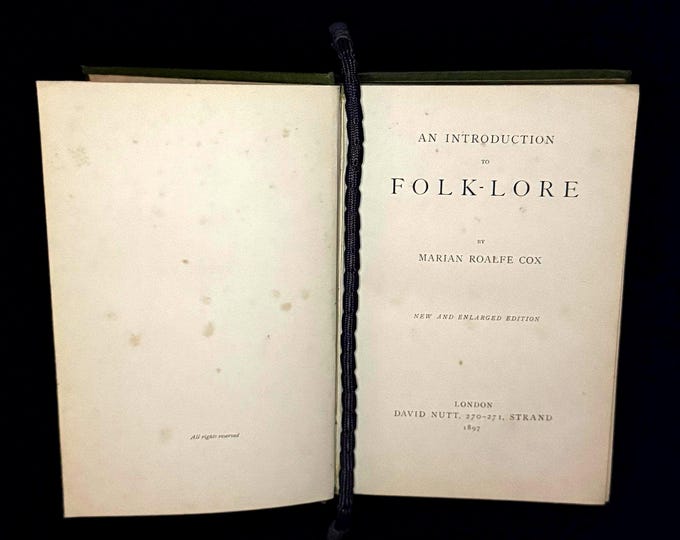 All rights reserved
AN INTRODUCTION
TO
FOLK-LORE
BY
MARIAN ROALFE COX
NEW AND ENLARGED EDITION
LONDON
DAVID NUTT, 270-271, STRAND
1897